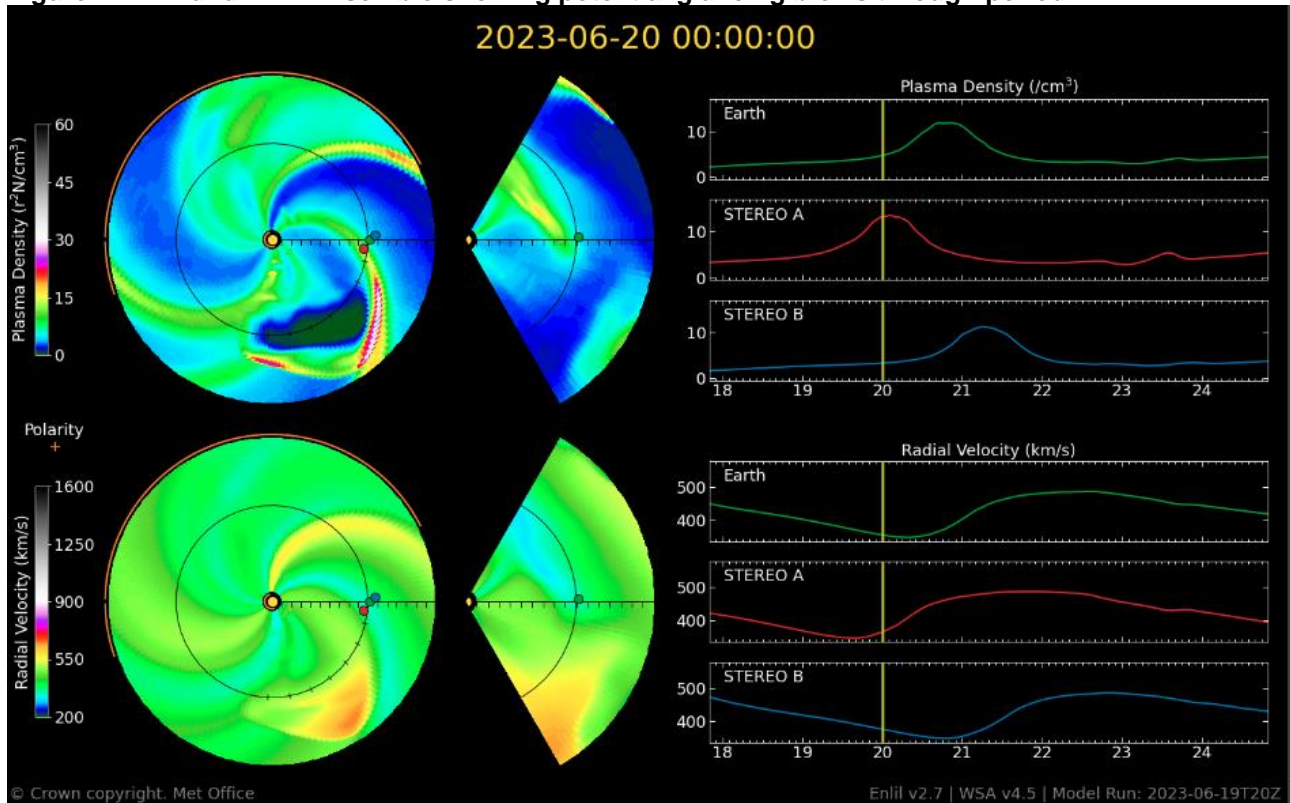 2023-06-20 00:00:00
Plasma Density (r²N/cm³)
60
45
30
15
0
Plasma Density (/cm³)
Earth
10
0
STEREO A
10
0
STEREO B
10
0
18 19 20 21 22 23 24
Polarity
+
Radial Velocity (km/s)
1600
1250
900
550
200
Radial Velocity (km/s)
Earth
500
400
STEREO A
500
400
STEREO B
500
400
18 19 20 21 22 23 24
© Crown copyright. Met Office
Enlil v2.7 | WSA v4.5 | Model Run: 2023-06-19T20Z